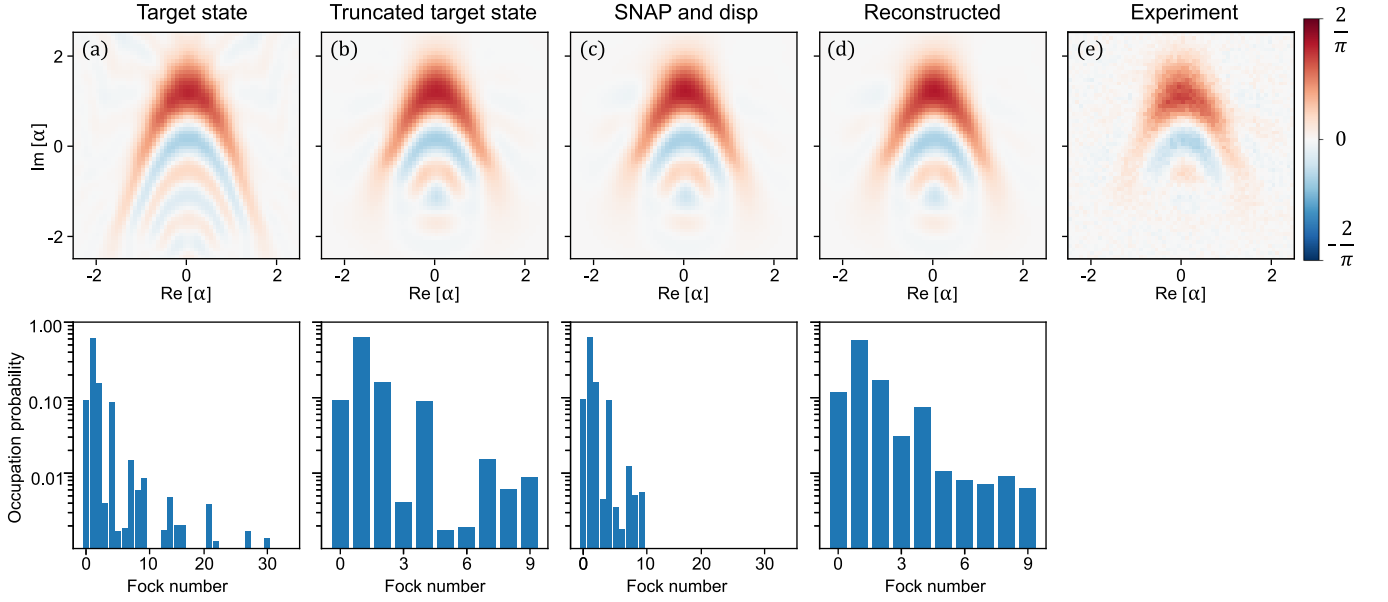 Target state
Truncated target state
SNAP and disp
Reconstructed
Experiment
(a)
(b)
(c)
(d)
(e)
2
0
-2
Im [α]
-2 0 2
-2 0 2
-2 0 2
-2 0 2
-2 0 2
Re [α]
Re [α]
Re [α]
Re [α]
Re [α]
2/π
0
-2/π
1.00
0.10
0.01
Occupation probability
0 10 20 30
0 3 6 9
0 10 20 30
0 3 6 9
Fock number
Fock number
Fock number
Fock number